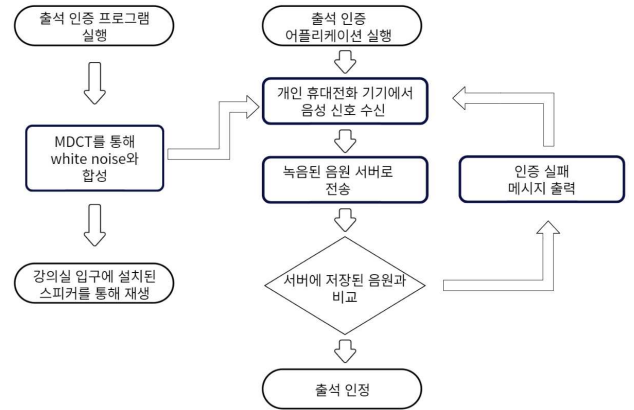 출석 인증 프로그램
실행
MDCT를 통해
white noise와
합성
강의실 입구에 설치된
스피커를 통해 재생
출석 인증
어플리케이션 실행
개인 휴대전화 기기에서
음성 신호 수신
녹음된 음원 서버로
전송
서버에 저장된 음원과
비교
출석 인정
인증 실패
메시지 출력